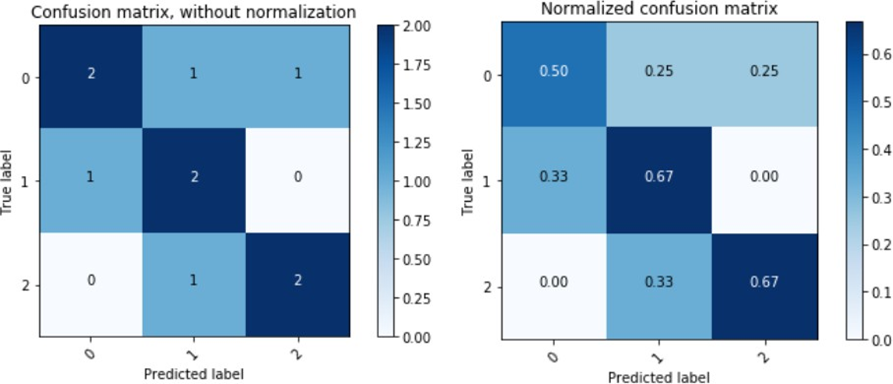 Confusion matrix, without normalization
True label
0
1
2
2 1 1
1 2 0
0 1 2
0 1 2
Predicted label
2.00
1.75
1.50
1.25
1.00
0.75
0.50
0.25
0.00
Normalized confusion matrix
True label
0
1
2
0.50 0.25 0.25
0.33 0.67 0.00
0.00 0.33 0.67
0 1 2
Predicted label
0.6
0.5
0.4
0.3
0.2
0.1
0.0